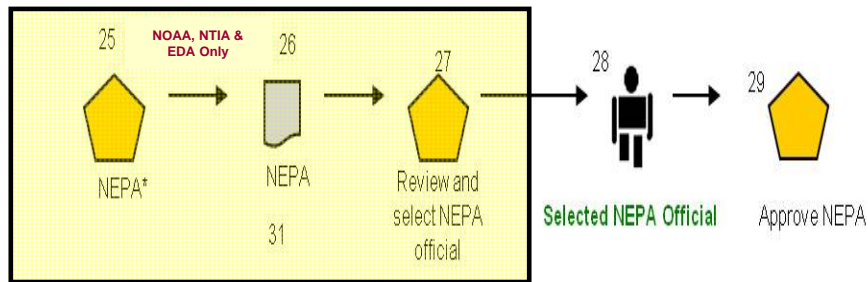 25
NOAA, NTIA &
EDA Only
26
27
28
29
NEPA*
NEPA
Review and
select NEPA
official
Selected NEPA Official
Approve NEPA
31